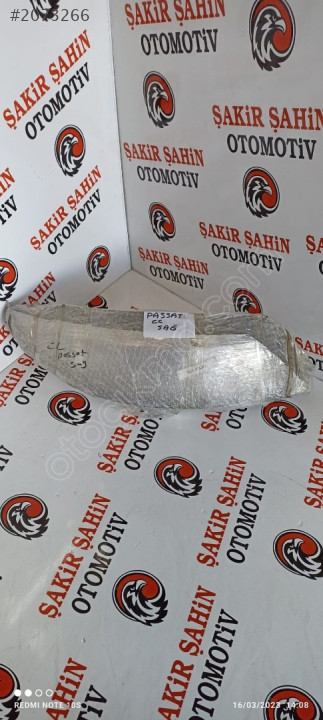 #2073266
ŞAKİR ŞAHİN
OTOMOTİV
ŞAKİR ŞAHİN
OTOMOTİV
ŞAKİR ŞAHİN
OTOMOTİV
ŞAKİR ŞAHİN
OTOMOTİV
ŞAKİR ŞAHİN
OTOMOTİV
PASSAT
CC
SAĞ
CC
passat
sağ
ŞAKİR ŞAHİN
OTOMOTİV
ŞAKİR ŞAHİN
OTOMOTİV
ŞAKİR ŞAHİN
OTOMOTİV
ŞAKİR ŞAHİN
OTOMOTİV
REDMI NOTE 10S
16/03/2023 14:08